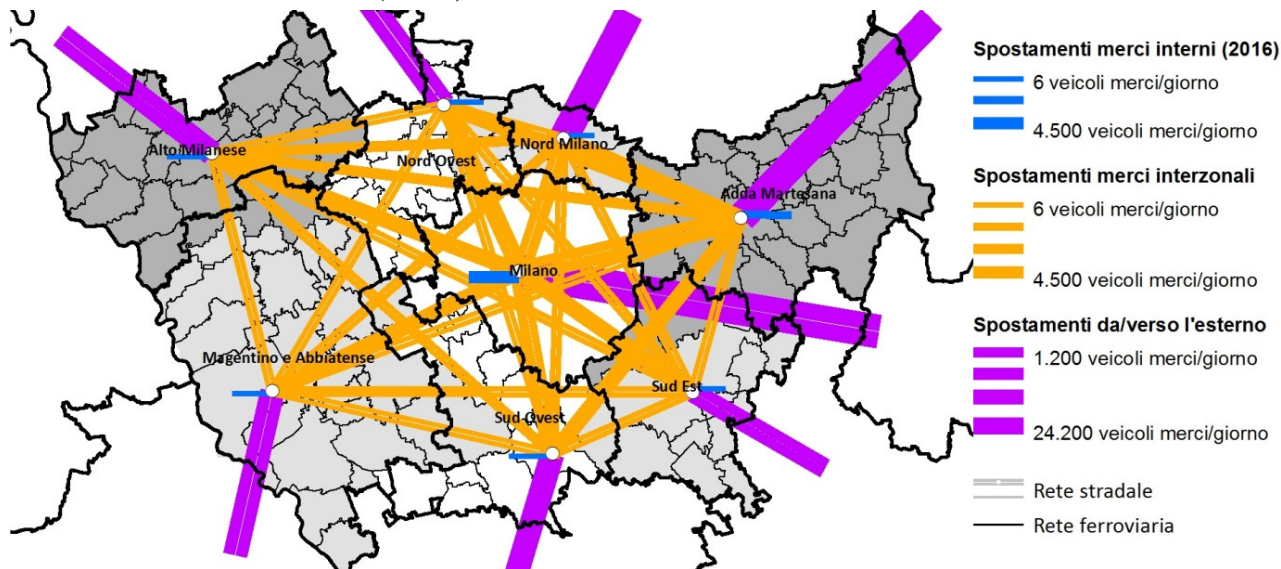 Spostamenti merci interni (2016)
6 veicoli merci/giorno
4.500 veicoli merci/giorno
Spostamenti merci interzonali
6 veicoli merci/giorno
4.500 veicoli merci/giorno
Spostamenti da/verso l'esterno
1.200 veicoli merci/giorno
24.200 veicoli merci/giorno
Rete stradale
Rete ferroviaria
Alto Milanese
Nord Ovest
Nord Milano
Adda Martesana
Milano
Magentino e Abbiatense
Sud Est
Sud Ovest